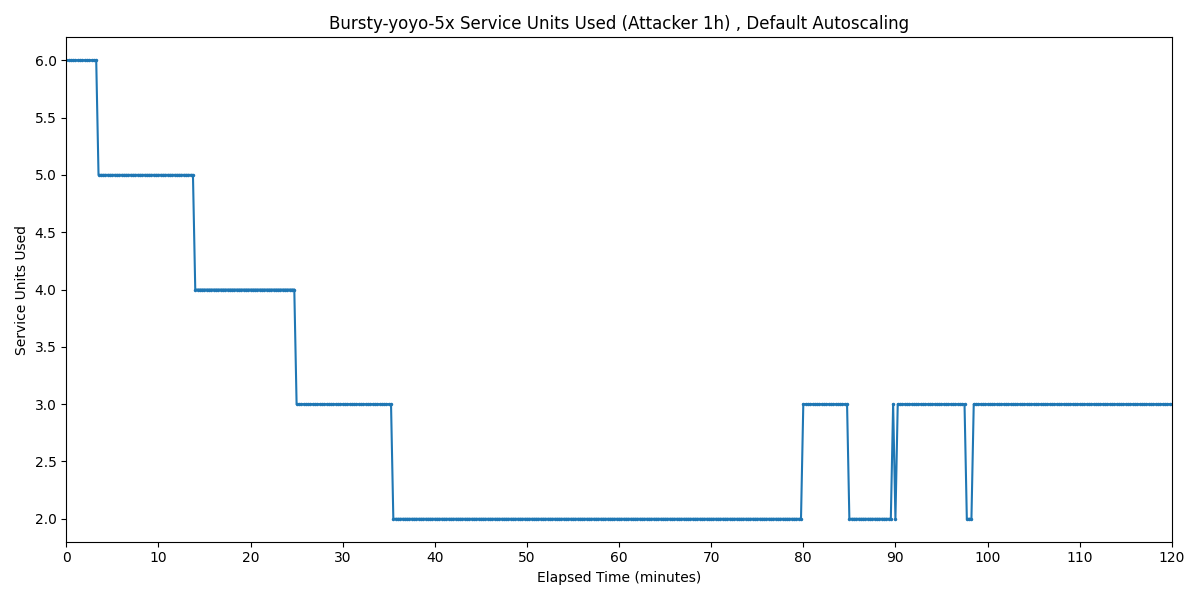 Bursty-yoyo-5x Service Units Used (Attacker 1h) , Default Autoscaling
Service Units Used
6.0
5.5
5.0
4.5
4.0
3.5
3.0
2.5
2.0
0 10 20 30 40 50 60 70 80 90 100 110 120
Elapsed Time (minutes)